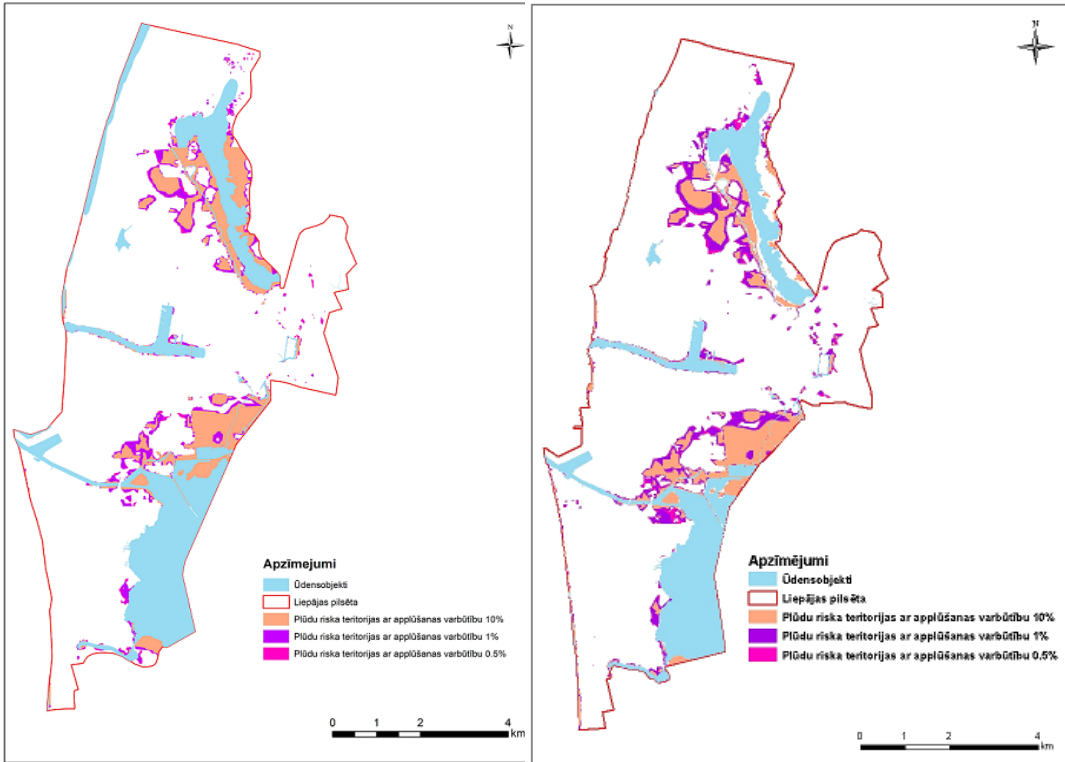 N
Apzīmejumi
Ūdensobjekti
Liepājas pilsēta
Plūdu riska teritorijas ar applūšanas varbūtību 10%
Plūdu riska teritorijas ar applūšanas varbūtību 1%
Plūdu riska teritorijas ar applūšanas varbūtību 0.5%
0 1 2 4
km
N
Apzīmējumi
Ūdensobjekti
Liepājas pilsēta
Plūdu riska teritorijas ar applūšanas varbūtību 10%
Plūdu riska teritorijas ar applūšanas varbūtību 1%
Plūdu riska teritorijas ar applūšanas varbūtību 0.5%
0 1 2 4
km